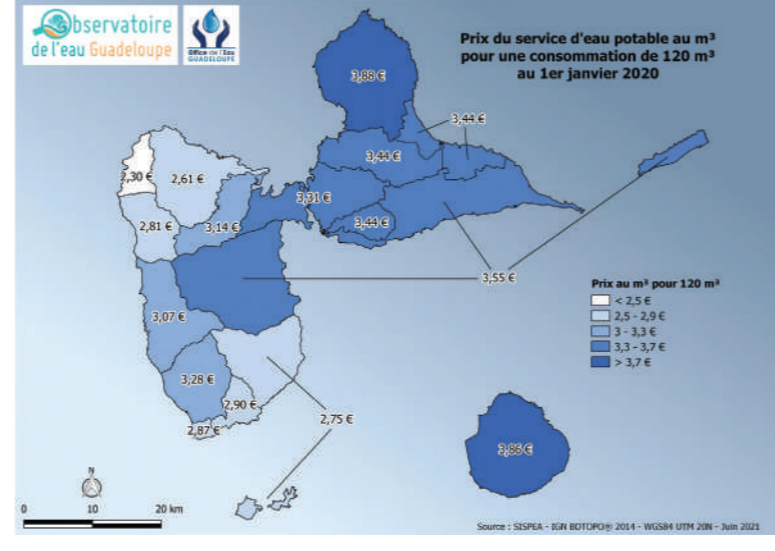 Observatoire
de l'eau Guadeloupe
Office de l'Eau
GUADELOUPE
Prix du service d'eau potable au m³
pour une consommation de 120 m³
au 1er janvier 2020
3,88 €
3,44 €
3,44 €
2,30 €
2,61 €
3,31 €
2,81 €
3,14 €
3,44 €
3,55 €
Prix au m³ pour 120 m³
< 2,5 €
2,5 - 2,9 €
3 - 3,3 €
3,3 - 3,7 €
> 3,7 €
3,07 €
3,28 €
2,90 €
2,75 €
2,87 €
3,86 €
N
0 10 20 km
Source : SISPEA - IGN BDTOPO® 2014 - WGS84 UTM 20N - Juin 2021